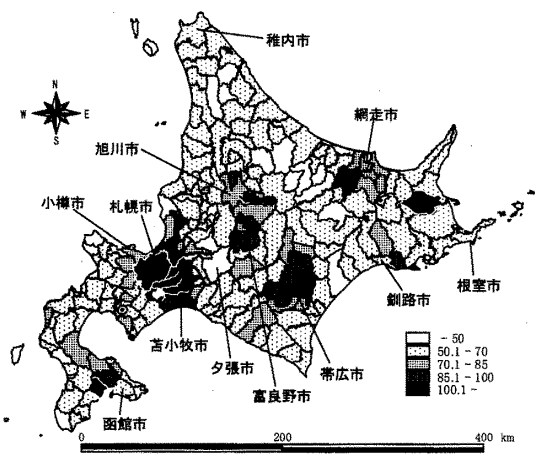 稚内市
N
W E
S
網走市
旭川市
小樽市
札幌市
根室市
釧路市
苫小牧市
夕張市
帯広市
富良野市
函館市
- 50
50.1 - 70
70.1 - 85
85.1 - 100
100.1 -
0 200 400 km